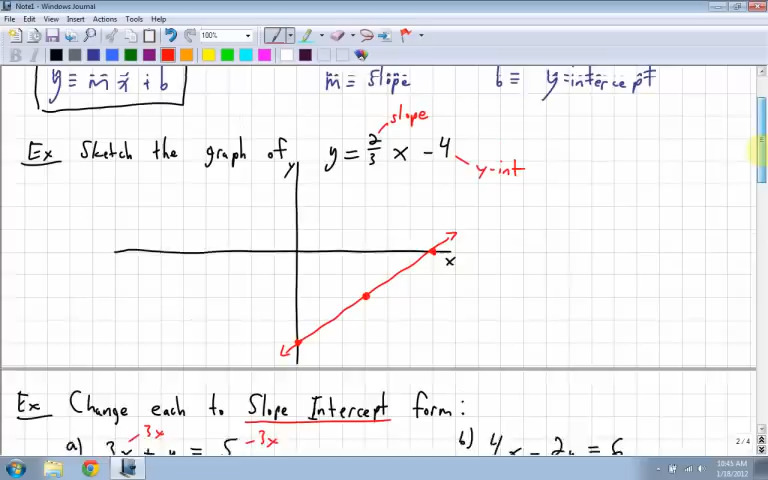 Note1 - Windows Journal
File Edit View Insert Actions Tools Help
100%
B I
y = mx + b m = slope b = y-intercept
Ex Sketch the graph of y = 2/3 x - 4
slope
y-int
y
x
Ex Change each to Slope Intercept form:
3x -3x
a) 3x + y = 5 b) 4x - 2y = 6
2 / 4
10:45 AM
1/18/2012